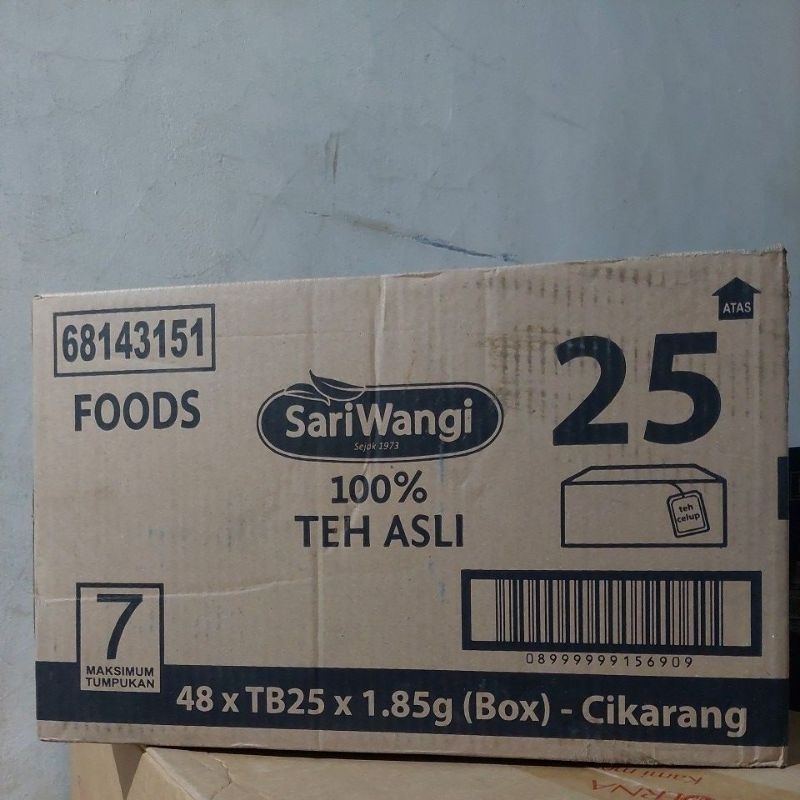 68143151
FOODS
SariWangi
Sejak 1973
100%
TEH ASLI
25
ATAS
teh
celup
7
MAKSIMUM
TUMPUKAN
08999999156909
48 x TB25 x 1.85g (Box) - Cikarang